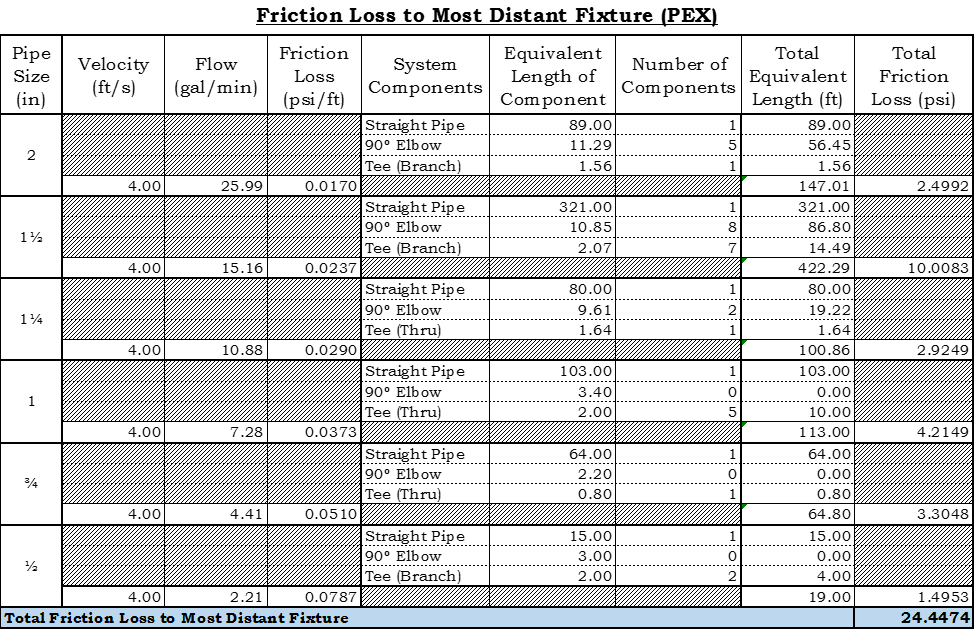 Friction Loss to Most Distant Fixture (PEX)
Pipe Size (in) Velocity (ft/s) Flow (gal/min) Friction Loss (psi/ft) System Components Equivalent Length of Component Number of Components Total Equivalent Length (ft) Total Friction Loss (psi)
2
Straight Pipe 89.00 1 89.00
90° Elbow 11.29 5 56.45
Tee (Branch) 1.56 1 1.56
4.00 25.99 0.0170 147.01 2.4992
1½
Straight Pipe 321.00 1 321.00
90° Elbow 10.85 8 86.80
Tee (Branch) 2.07 7 14.49
4.00 15.16 0.0237 422.29 10.0083
1¼
Straight Pipe 80.00 1 80.00
90° Elbow 9.61 2 19.22
Tee (Thru) 1.64 1 1.64
4.00 10.88 0.0290 100.86 2.9249
1
Straight Pipe 103.00 1 103.00
90° Elbow 3.40 0 0.00
Tee (Thru) 2.00 5 10.00
4.00 7.28 0.0373 113.00 4.2149
¾
Straight Pipe 64.00 1 64.00
90° Elbow 2.20 0 0.00
Tee (Thru) 0.80 1 0.80
4.00 4.41 0.0510 64.80 3.3048
½
Straight Pipe 15.00 1 15.00
90° Elbow 3.00 0 0.00
Tee (Branch) 2.00 2 4.00
4.00 2.21 0.0787 19.00 1.4953
Total Friction Loss to Most Distant Fixture 24.4474